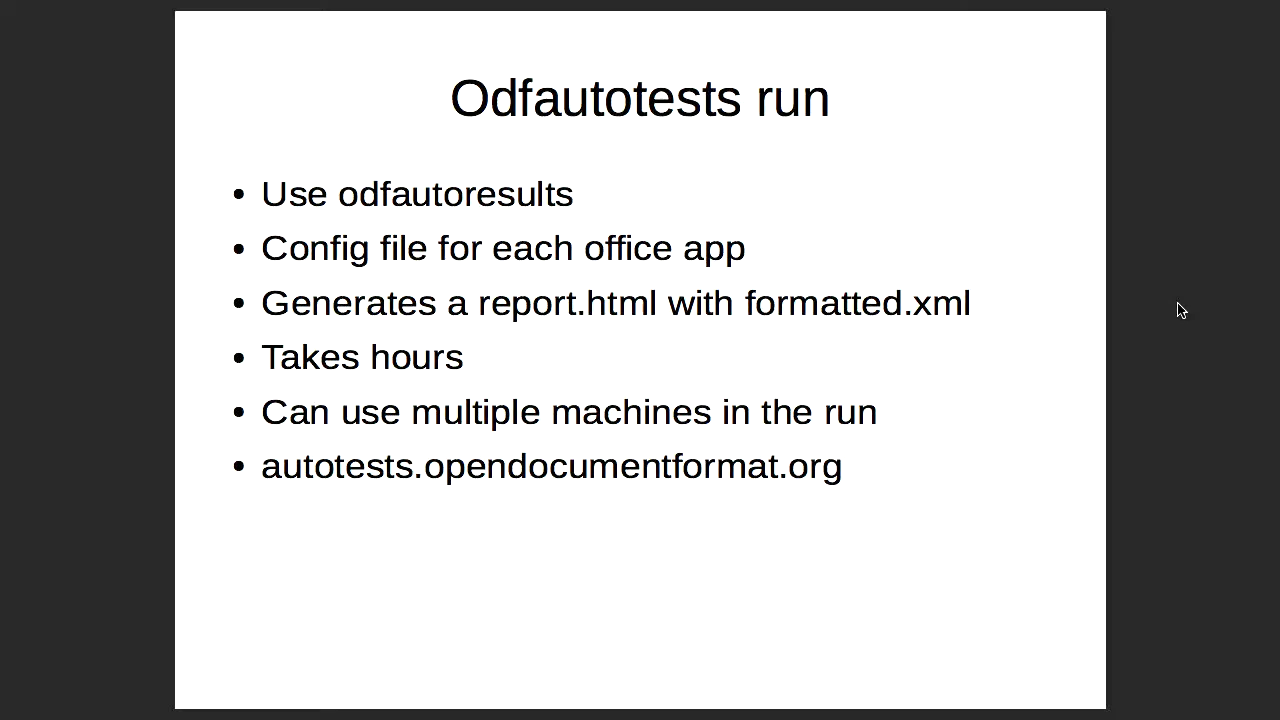 Odfautotests run
• Use odfautoresults
• Config file for each office app
• Generates a report.html with formatted.xml
• Takes hours
• Can use multiple machines in the run
• autotests.opendocumentformat.org